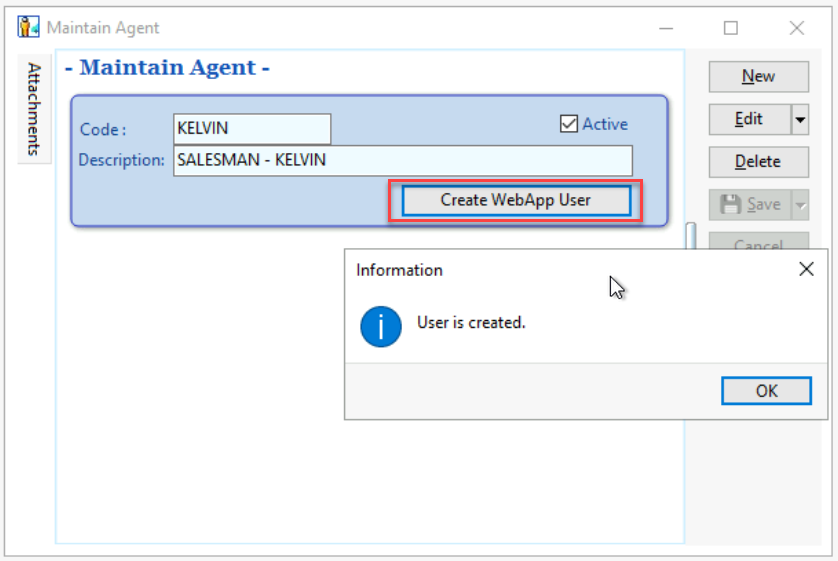 Maintain Agent
Attachments
- Maintain Agent -
Code :
KELVIN
Active
Description:
SALESMAN - KELVIN
Create WebApp User
New
Edit
Delete
Save
Cancel
Information
User is created.
OK